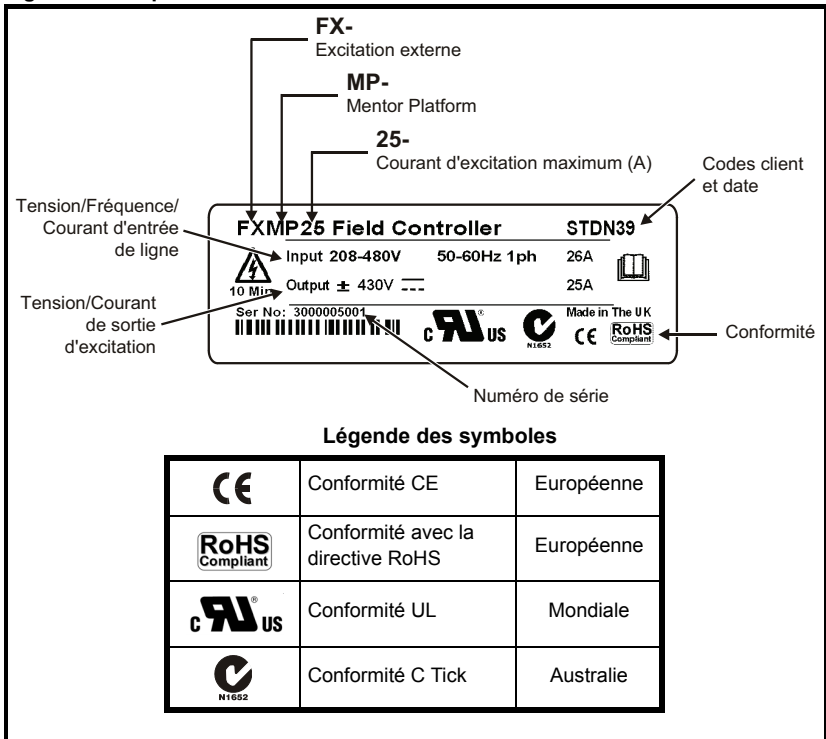 FX-
Excitation externe
MP-
Mentor Platform
25-
Courant d'excitation maximum (A)
Codes client
et date
Tension/Fréquence/
Courant d'entrée
de ligne
Tension/Courant
de sortie
d'excitation
FXMP25 Field Controller STDN39
Input 208-480V 50-60Hz 1ph 26A
10 Min Output ± 430V 25A
Ser No: 3000005001 Made in The UK
c US ®
N1652
CE RoHS
Compliant
Conformité
Numéro de série
Légende des symboles
CE Conformité CE Européenne
RoHS
Compliant
Conformité avec la
directive RoHS
Européenne
c US ® Conformité UL Mondiale
N1652
Conformité C Tick Australie